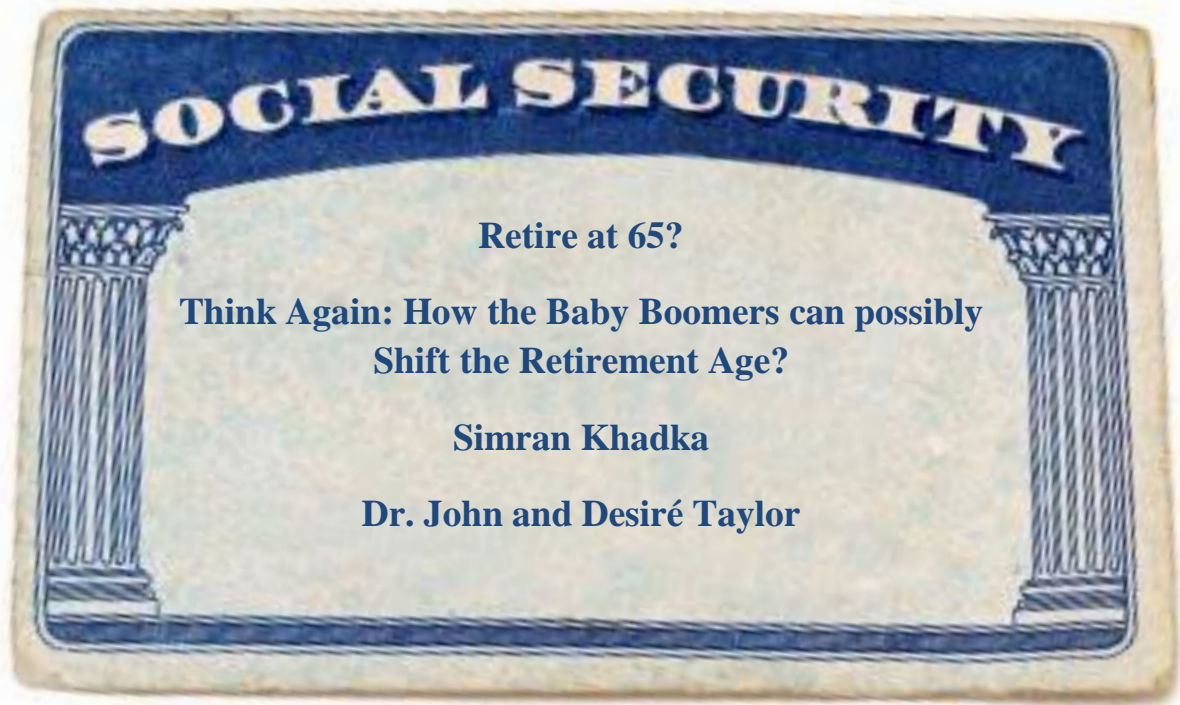 SOCIAL SECURITY
Retire at 65?
Think Again: How the Baby Boomers can possibly
Shift the Retirement Age?
Simran Khadka
Dr. John and Desiré Taylor